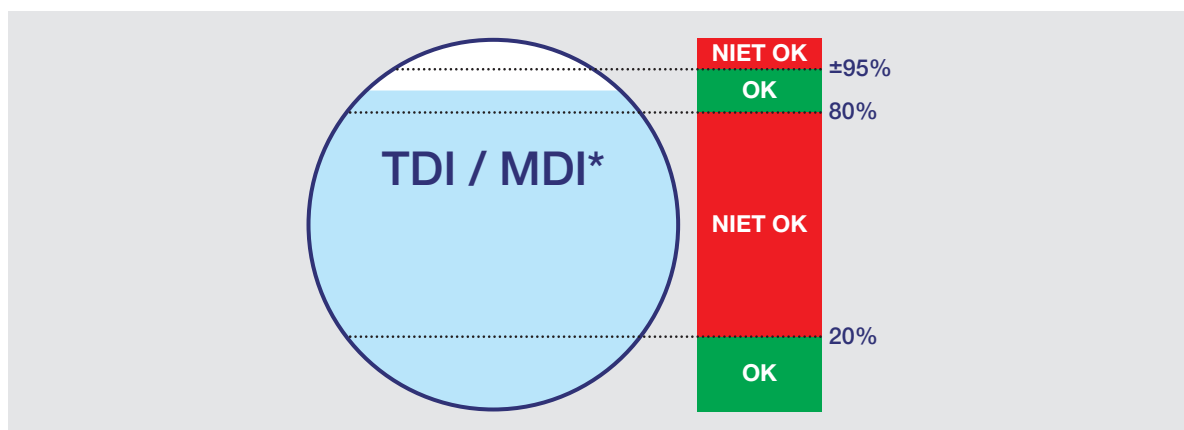 NIET OK
±95%
OK
80%
TDI / MDI*
NIET OK
20%
OK